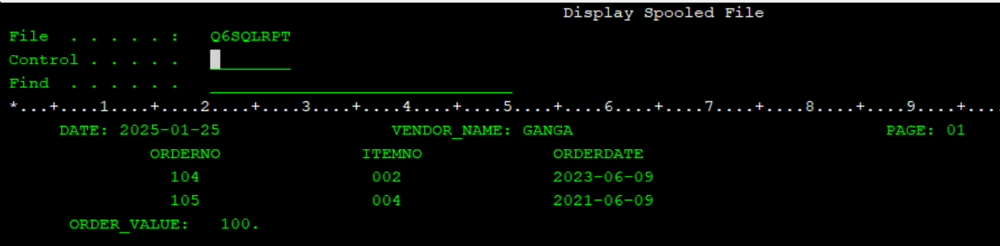 Display Spooled File
File . . . . . : Q6SQLRPT
Control . . . . .
Find . . . . . .
*...+....1....+....2....+....3....+....4....+....5....+....6....+....7....+....8....+....9....+...
DATE: 2025-01-25 VENDOR_NAME: GANGA PAGE: 01
ORDERNO ITEMNO ORDERDATE
104 002 2023-06-09
105 004 2021-06-09
ORDER_VALUE: 100.